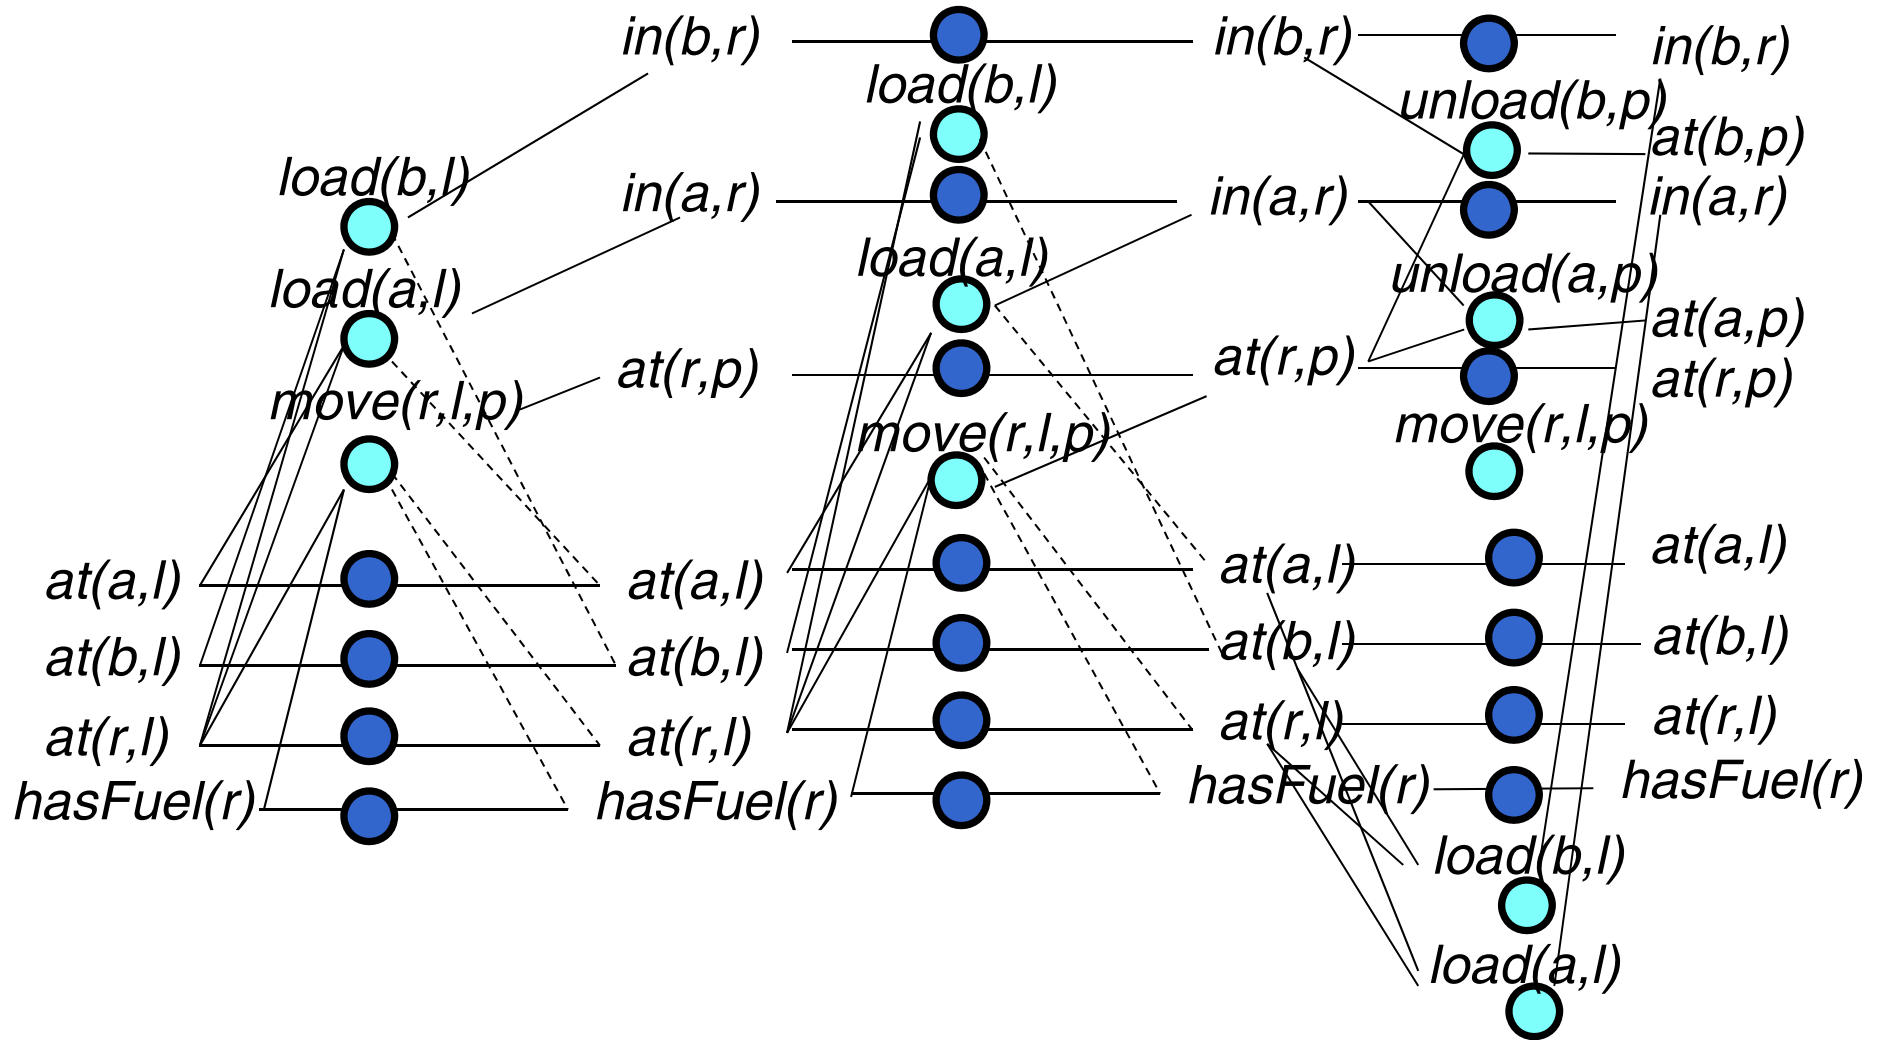 load(b,l)
load(a,l)
move(r,l,p)
at(a,l)
at(b,l)
at(r,l)
hasFuel(r)
in(b,r)
in(a,r)
at(r,p)
at(a,l)
at(b,l)
at(r,l)
hasFuel(r)
load(b,l)
load(a,l)
move(r,l,p)
in(b,r)
in(a,r)
at(r,p)
at(a,l)
at(b,l)
at(r,l)
hasFuel(r)
unload(b,p)
unload(a,p)
move(r,l,p)
load(b,l)
load(a,l)
in(b,r)
at(b,p)
in(a,r)
at(a,p)
at(r,p)
at(a,l)
at(b,l)
at(r,l)
hasFuel(r)